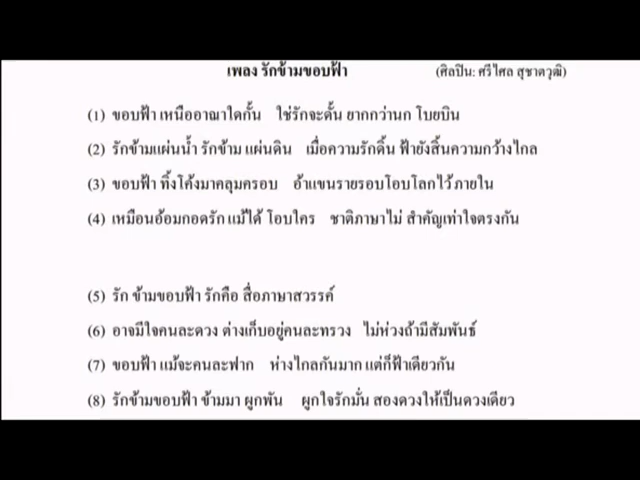 เพลง รักข้ามขอบฟ้า (ศิลปิน: ศรีไศล สุชาตวุฒิ)
(1) ขอบฟ้า เหนืออาณาใดกั้น ใช่รักจะดั้น ยากกว่านก โบยบิน
(2) รักข้ามแผ่นน้ำ รักข้าม แผ่นดิน เมื่อความรักดิ้น ฟ้ายังสิ้นความกว้างไกล
(3) ขอบฟ้า ทิ้งโค้งมาคลุมครอบ อ้าแขนรายรอบโอบโลกไว้ ภายใน
(4) เหมือนอ้อมกอดรัก แม้ได้ โอบใคร ชาติภาษาไม่ สำคัญเท่าใจตรงกัน
(5) รัก ข้ามขอบฟ้า รักคือ สื่อภาษาสวรรค์
(6) อาจมีใจคนละดวง ต่างเก็บอยู่คนละทรวง ไม่ห่วงถ้ามีสัมพันธ์
(7) ขอบฟ้า แม้จะคนละฟาก ห่างไกลกันมาก แต่ก็ฟ้าเดียวกัน
(8) รักข้ามขอบฟ้า ข้ามมา ผูกพัน ผูกใจรักมั่น สองดวงให้เป็นดวงเดียว